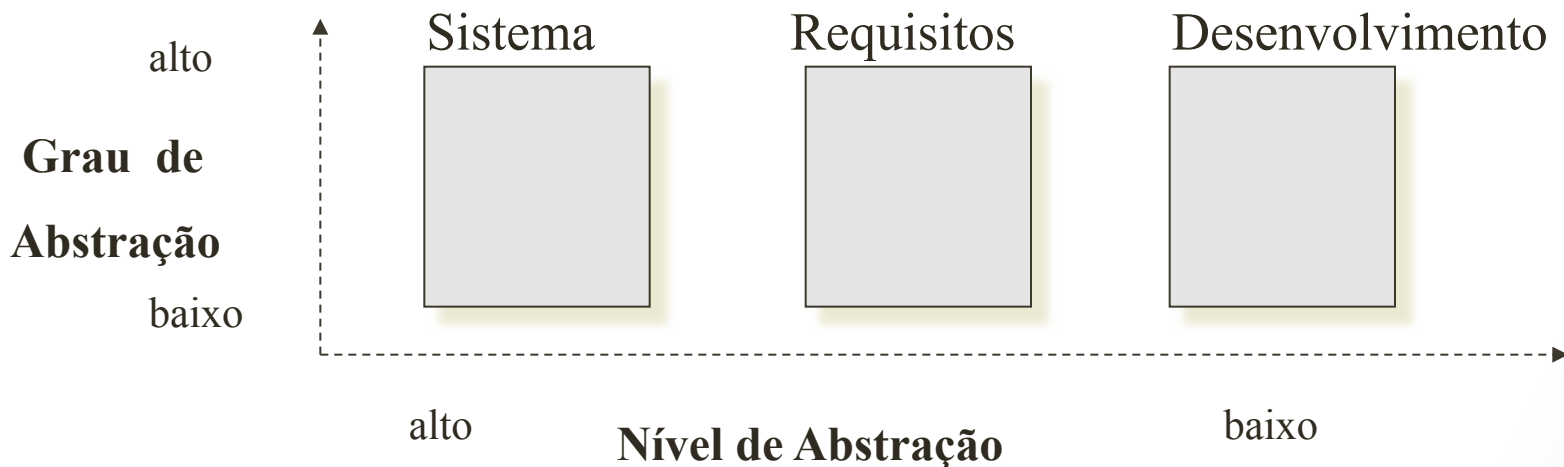 Sistema Requisitos Desenvolvimento
alto
Grau de
Abstração
baixo
alto baixo
Nível de Abstração